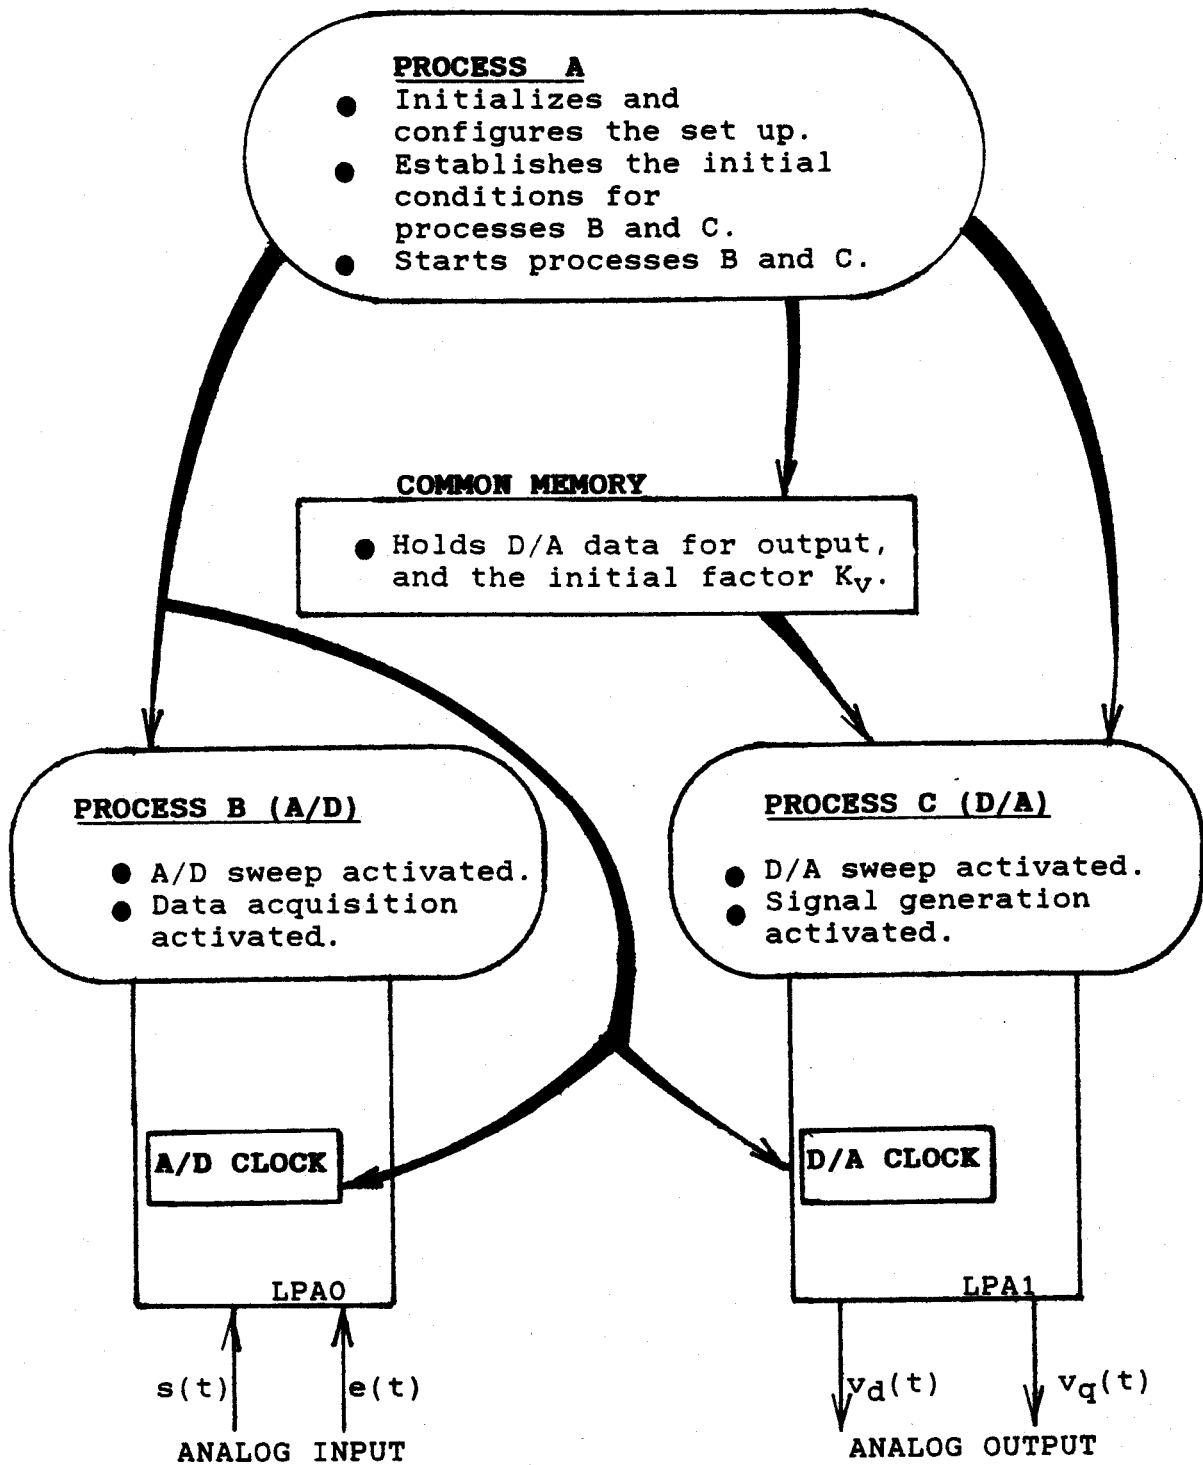 PROCESS A
● Initializes and
configures the set up.
● Establishes the initial
conditions for
processes B and C.
● Starts processes B and C.
COMMON MEMORY
● Holds D/A data for output,
and the initial factor Kv.
PROCESS B (A/D)
● A/D sweep activated.
● Data acquisition
activated.
PROCESS C (D/A)
● D/A sweep activated.
● Signal generation
activated.
A/D CLOCK
D/A CLOCK
LPA0
LPA1
s(t)
e(t)
vd(t)
vq(t)
ANALOG INPUT
ANALOG OUTPUT